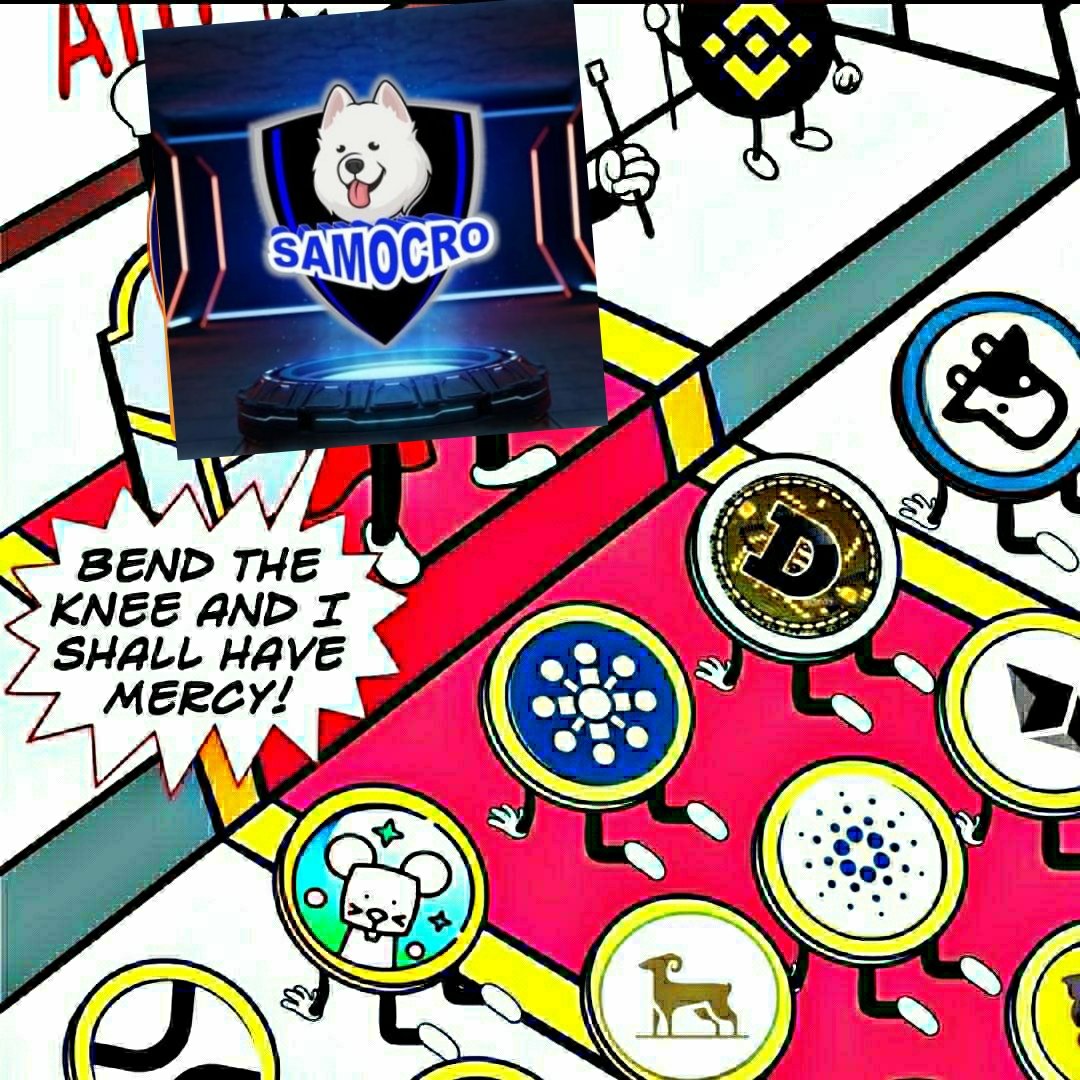 SAMOCRO
BEND THE
KNEE AND I
SHALL HAVE
MERCY!
D